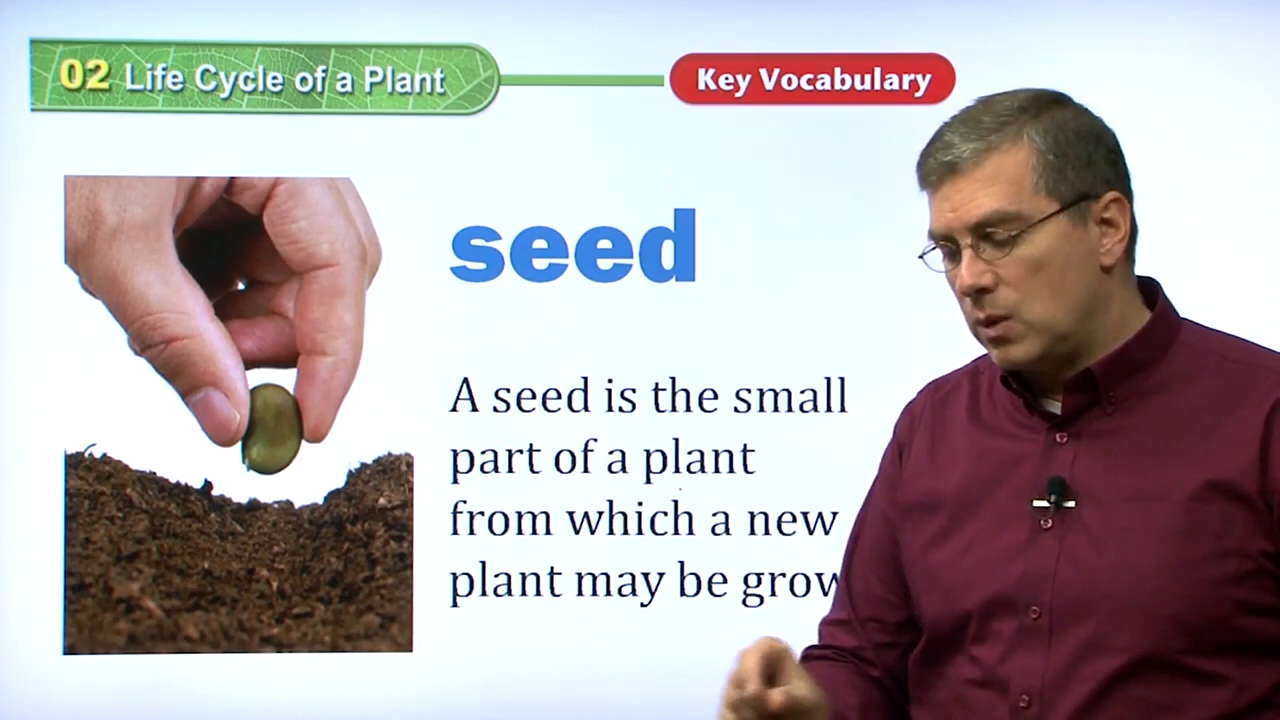 02 Life Cycle of a Plant
Key Vocabulary
seed
A seed is the small
part of a plant
from which a new
plant may be